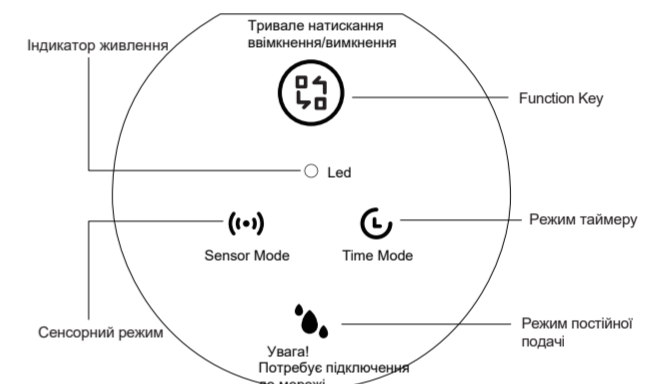 Тривале натискання
ввімкнення/вимкнення
Індикатор живлення
Function Key
Led
Режим таймеру
Sensor Mode
Time Mode
Сенсорний режим
Режим постійної
подачі
Увага!
Потребує підключення